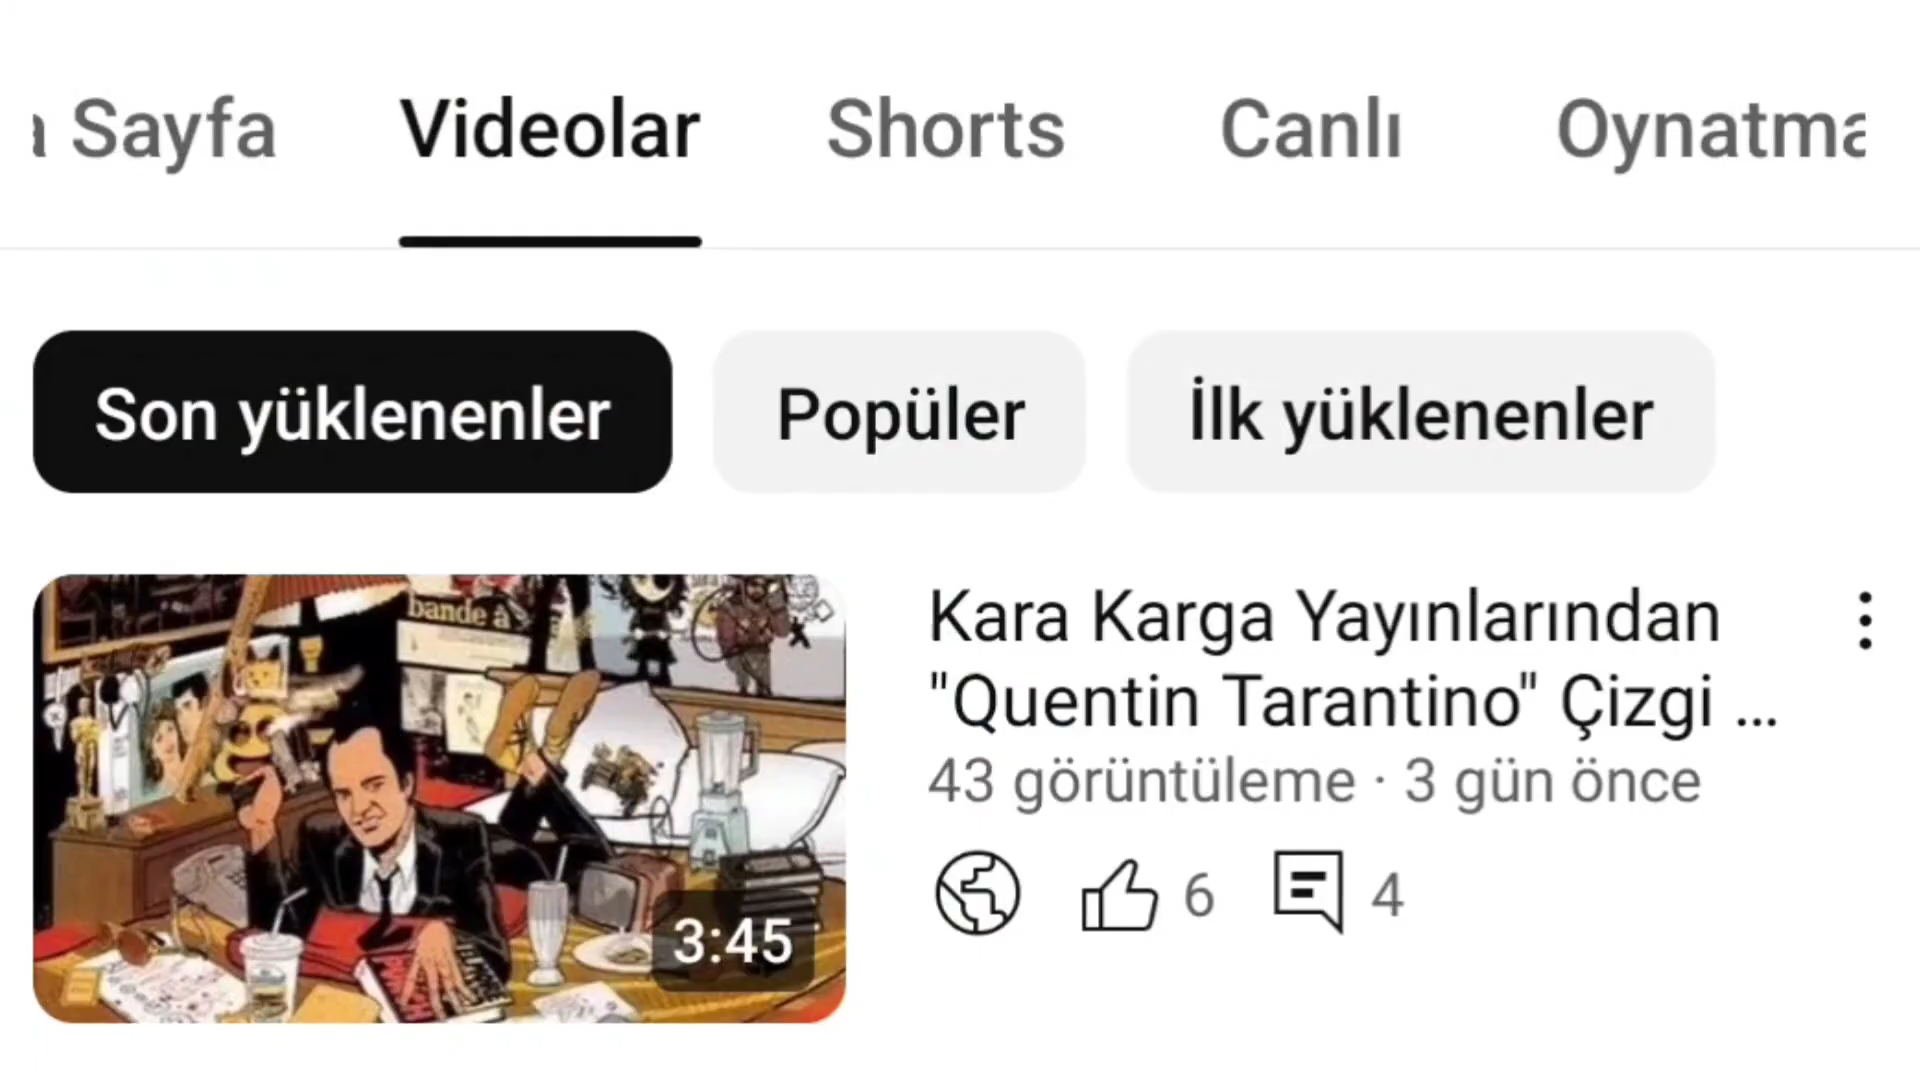 a Sayfa Videolar Shorts Canlı Oynatma
Son yüklenenler Popüler İlk yüklenenler
bande à
Kara Karga Yayınlarından
"Quentin Tarantino" Çizgi ...
43 görüntüleme · 3 gün önce
3:45
6 4